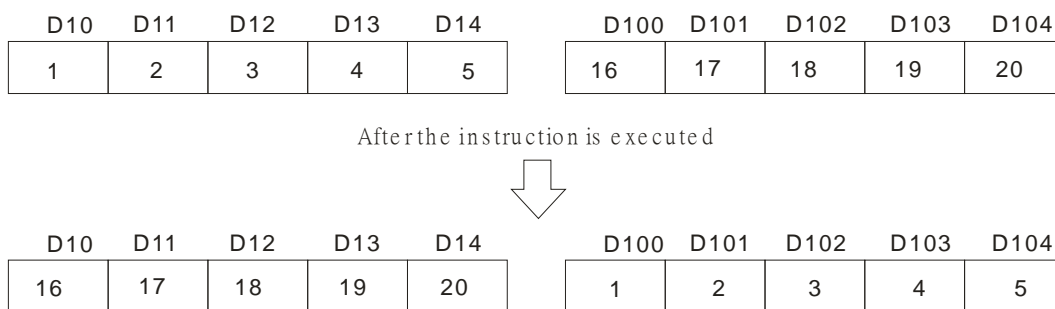 D10 D11 D12 D13 D14 D100 D101 D102 D103 D104
1 2 3 4 5 16 17 18 19 20
After the instruction is executed
D10 D11 D12 D13 D14 D100 D101 D102 D103 D104
16 17 18 19 20 1 2 3 4 5